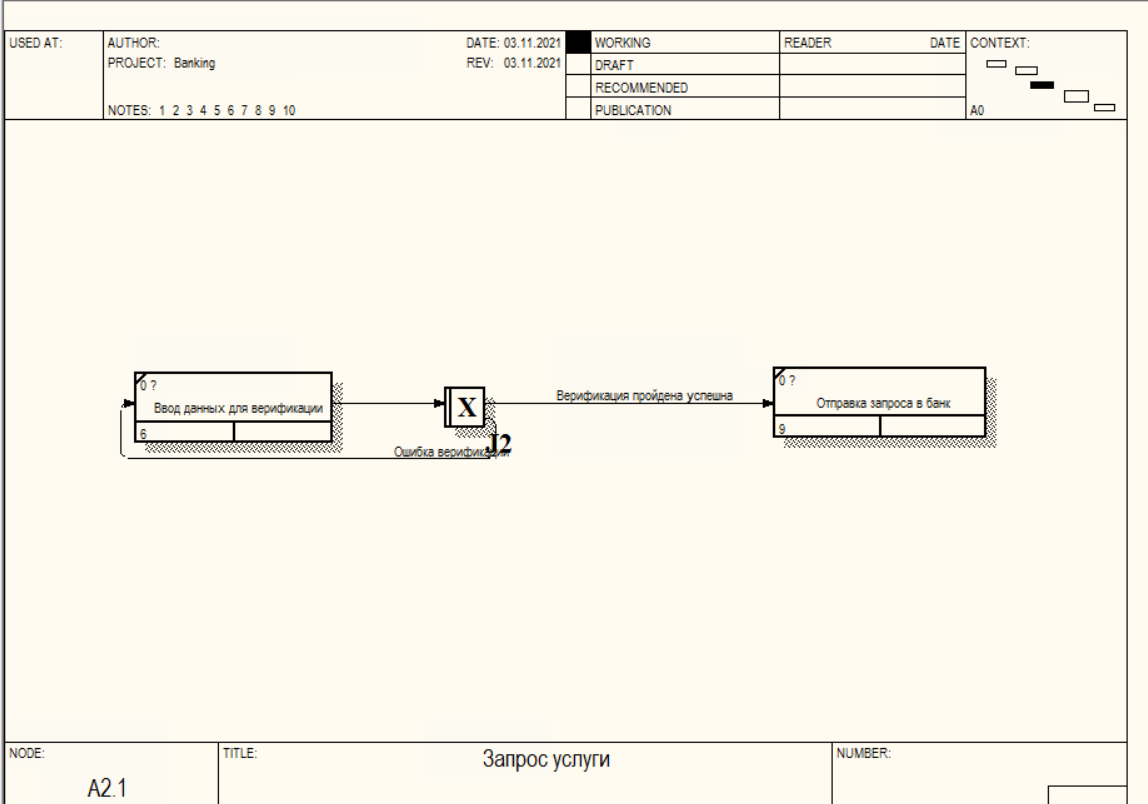 USED AT:
AUTHOR:
DATE: 03.11.2021
WORKING
READER
DATE
CONTEXT:
PROJECT: Banking
REV: 03.11.2021
DRAFT
RECOMMENDED
NOTES: 1 2 3 4 5 6 7 8 9 10
PUBLICATION
A0
0 ?
Ввод данных для верификации
6
X
J2
Верификация пройдена успешна
Ошибка верификации
0 ?
Отправка запроса в банк
9
NODE:
TITLE:
Запрос услуги
NUMBER:
A2.1